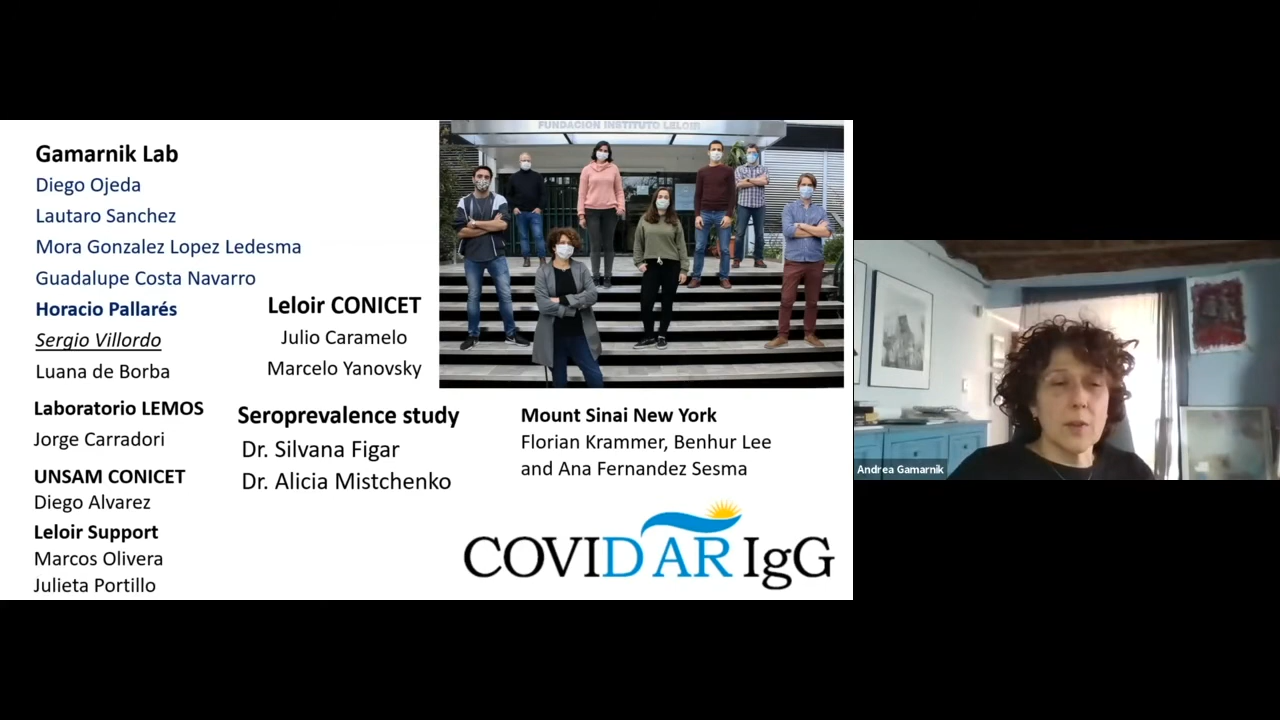 Gamarnik Lab
Diego Ojeda
Lautaro Sanchez
Mora Gonzalez Lopez Ledesma
Guadalupe Costa Navarro
Horacio Pallarés
Sergio Villordo
Luana de Borba
Laboratorio LEMOS
Jorge Carradori
UNSAM CONICET
Diego Alvarez
Leloir Support
Marcos Olivera
Julieta Portillo
Leloir CONICET
Julio Caramelo
Marcelo Yanovsky
Seroprevalence study
Dr. Silvana Figar
Dr. Alicia Mistchenko
FUNDACION INSTITUTO LELOIR
Mount Sinai New York
Florian Krammer, Benhur Lee
and Ana Fernandez Sesma
COVIDAR IgG
Andrea Gamarnik